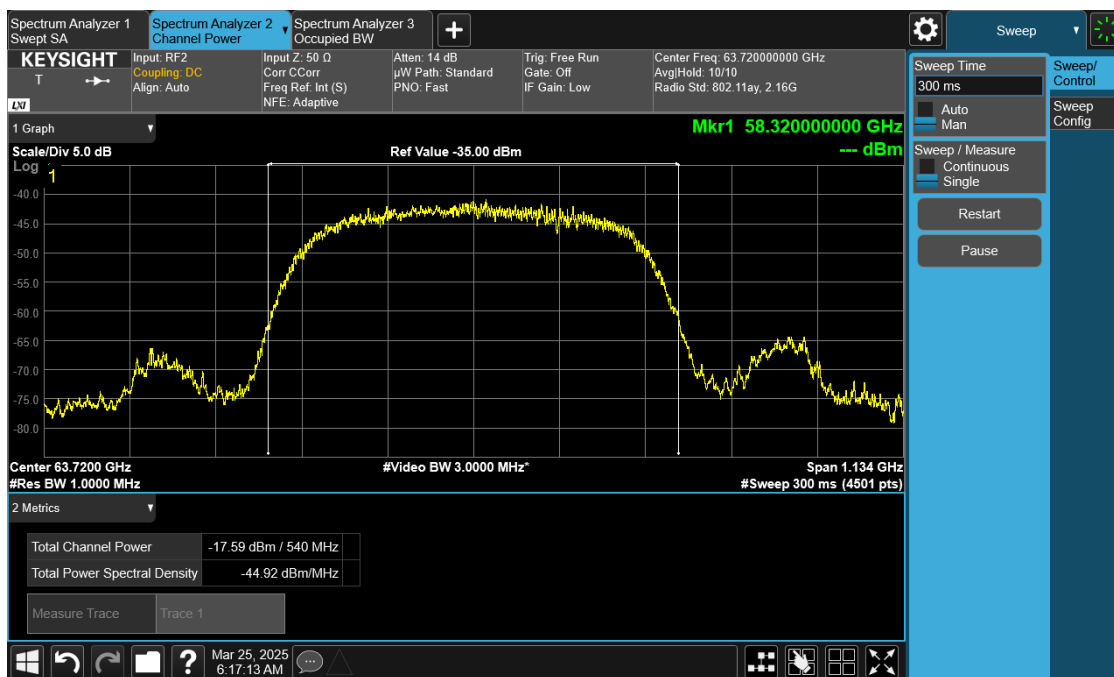 Spectrum Analyzer 1
Swept SA
Spectrum Analyzer 2
Channel Power
Spectrum Analyzer 3
Occupied BW
+
Sweep
KEYSIGHT
T
LXI
Input: RF2
Coupling: DC
Align: Auto
Input Z: 50 Ω
Corr CCorr
Freq Ref: Int (S)
NFE: Adaptive
Atten: 14 dB
µW Path: Standard
PNO: Fast
Trig: Free Run
Gate: Off
IF Gain: Low
Center Freq: 63.720000000 GHz
Avg|Hold: 10/10
Radio Std: 802.11ay, 2.16G
Sweep Time
300 ms
Auto
Man
Sweep / Measure
Continuous
Single
Restart
Pause
Sweep/
Control
Sweep
Config
1 Graph
Mkr1 58.320000000 GHz
--- dBm
Scale/Div 5.0 dB
Ref Value -35.00 dBm
Log
1
-40.0
-45.0
-50.0
-55.0
-60.0
-65.0
-70.0
-75.0
-80.0
Center 63.7200 GHz
#Video BW 3.0000 MHz*
Span 1.134 GHz
#Res BW 1.0000 MHz
#Sweep 300 ms (4501 pts)
2 Metrics
Total Channel Power
-17.59 dBm / 540 MHz
Total Power Spectral Density
-44.92 dBm/MHz
Measure Trace
Trace 1
?
Mar 25, 2025
6:17:13 AM